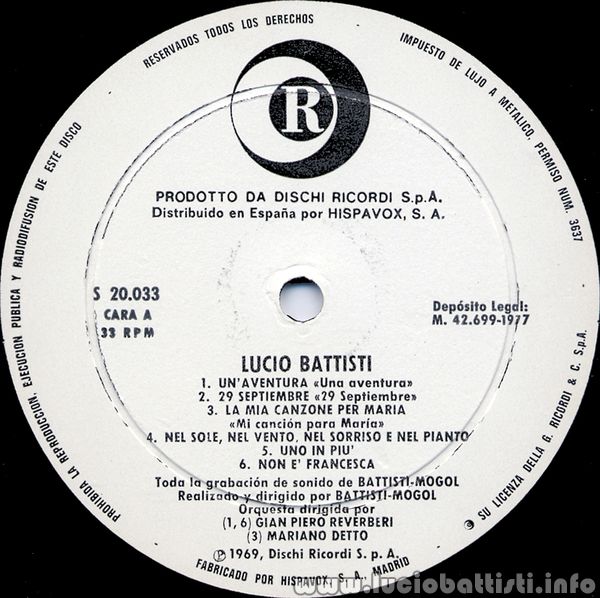 RESERVADOS TODOS LOS DERECHOS
IMPUESTO DE LUJO A METALICO, PERMISO NUM. 3637
PROHIBIDA LA REPRODUCCION, EJECUCION PUBLICA Y RADIODIFUSION DE ESTE DISCO
R
PRODOTTO DA DISCHI RICORDI S.p.A.
Distribuido en España por HISPAVOX, S. A.
S 20.033
CARA A
33 RPM
Depósito Legal:
M. 42.699-1977
LUCIO BATTISTI
1. UN'AVENTURA «Una aventura»
2. 29 SEPTIEMBRE «29 Septiembre»
3. LA MIA CANZONE PER MARIA
«Mi canción para María»
4. NEL SOLE, NEL VENTO, NEL SORRISO E NEL PIANTO
5. UNO IN PIU'
6. NON E' FRANCESCA
Toda la grabación de sonido de BATTISTI-MOGOL
Realizado y dirigido por BATTISTI-MOGOL
Orquesta dirigida por
(1, 6) GIAN PIERO REVERBERI
(3) MARIANO DETTO
Ⓟ 1969, Dischi Ricordi S. p. A.
FABRICADO POR HISPAVOX, S. A., MADRID
SU LICENZA DELLA G. RICORDI & C. S.p.A.
www.luciobattisti.info